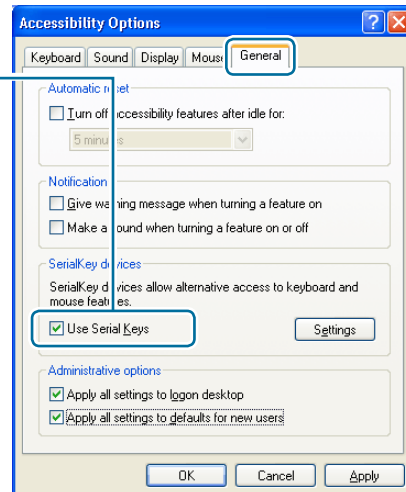 Accessibility Options
Keyboard Sound Display Mouse General
Automatic reset
Turn off accessibility features after idle for:
5 minutes
Notification
Give warning message when turning a feature on
Make a sound when turning a feature on or off
SerialKey devices
SerialKey devices allow alternative access to keyboard and
mouse features.
Use Serial Keys
Settings
Administrative options
Apply all settings to logon desktop
Apply all settings to defaults for new users
OK Cancel Apply